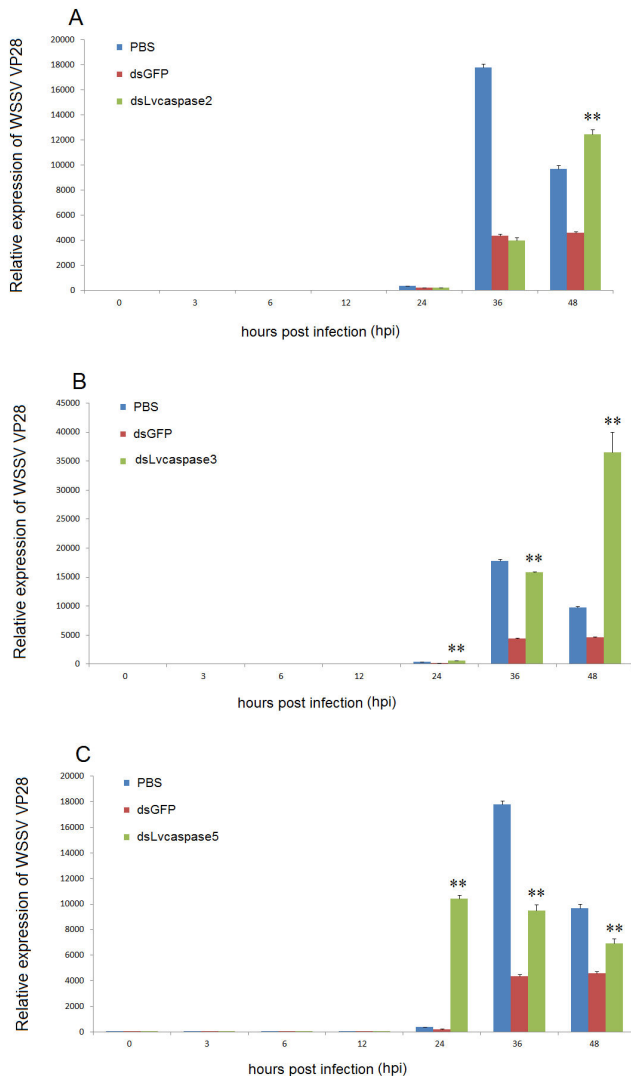 A
Relative expression of WSSV VP28
20000
18000
16000
14000
12000
10000
8000
6000
4000
2000
0
PBS
dsGFP
dsLvcaspase2
**
0 3 6 12 24 36 48
hours post infection (hpi)
B
Relative expression of WSSV VP28
45000
40000
35000
30000
25000
20000
15000
10000
5000
0
PBS
dsGFP
dsLvcaspase3
**
**
**
0 3 6 12 24 36 48
hours post infection (hpi)
C
Relative expression of WSSV VP28
20000
18000
16000
14000
12000
10000
8000
6000
4000
2000
0
PBS
dsGFP
dsLvcaspase5
**
**
**
0 3 6 12 24 36 48
hours post infection (hpi)